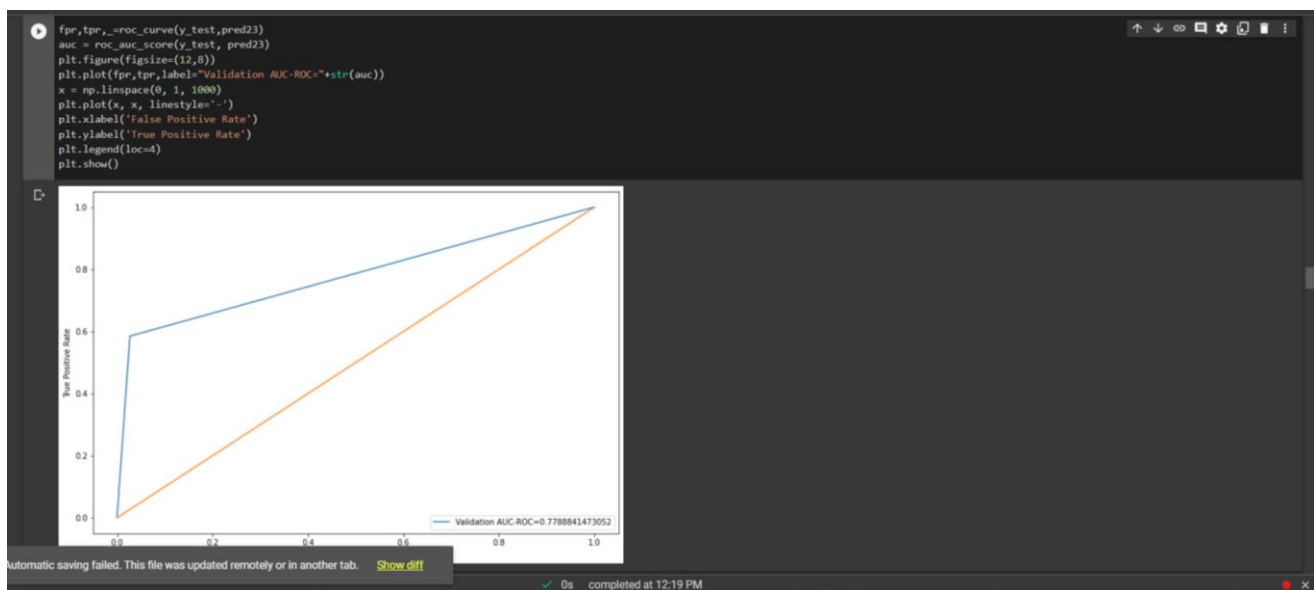 fpr,tpr,_=roc_curve(y_test,pred23)
auc = roc_auc_score(y_test, pred23)
plt.figure(figsize=(12,8))
plt.plot(fpr,tpr,label="Validation AUC-ROC="+str(auc))
x = np.linspace(0, 1, 1000)
plt.plot(x, x, linestyle='-')
plt.xlabel('False Positive Rate')
plt.ylabel('True Positive Rate')
plt.legend(loc=4)
plt.show()
1.0
0.8
0.6
0.4
0.2
0.0
True Positive Rate
Validation AUC-ROC=0.7788841473052
0.0 0.2 0.4 0.6 0.8 1.0
Automatic saving failed. This file was updated remotely or in another tab. Show diff
0s completed at 12:19 PM